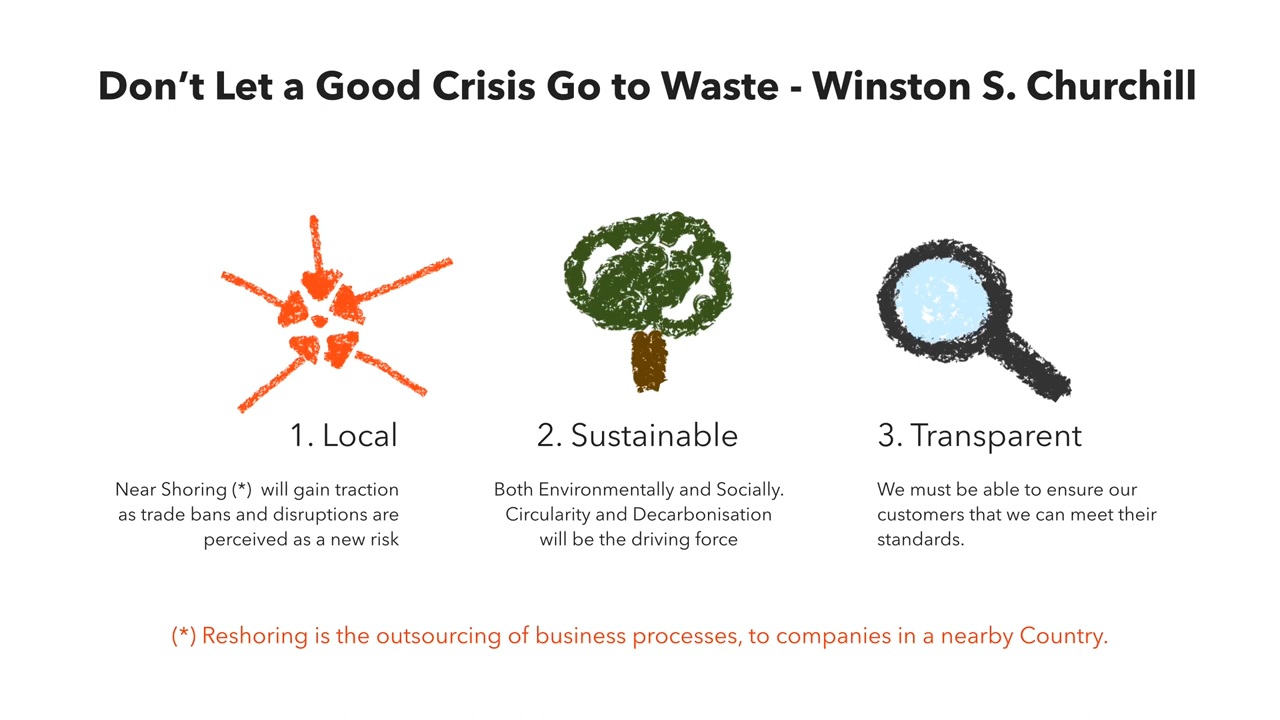 Don’t Let a Good Crisis Go to Waste - Winston S. Churchill
1. Local
Near Shoring (*) will gain traction
as trade bans and disruptions are
perceived as a new risk
2. Sustainable
Both Environmentally and Socially.
Circularity and Decarbonisation
will be the driving force
3. Transparent
We must be able to ensure our
customers that we can meet their
standards.
(*) Reshoring is the outsourcing of business processes, to companies in a nearby Country.